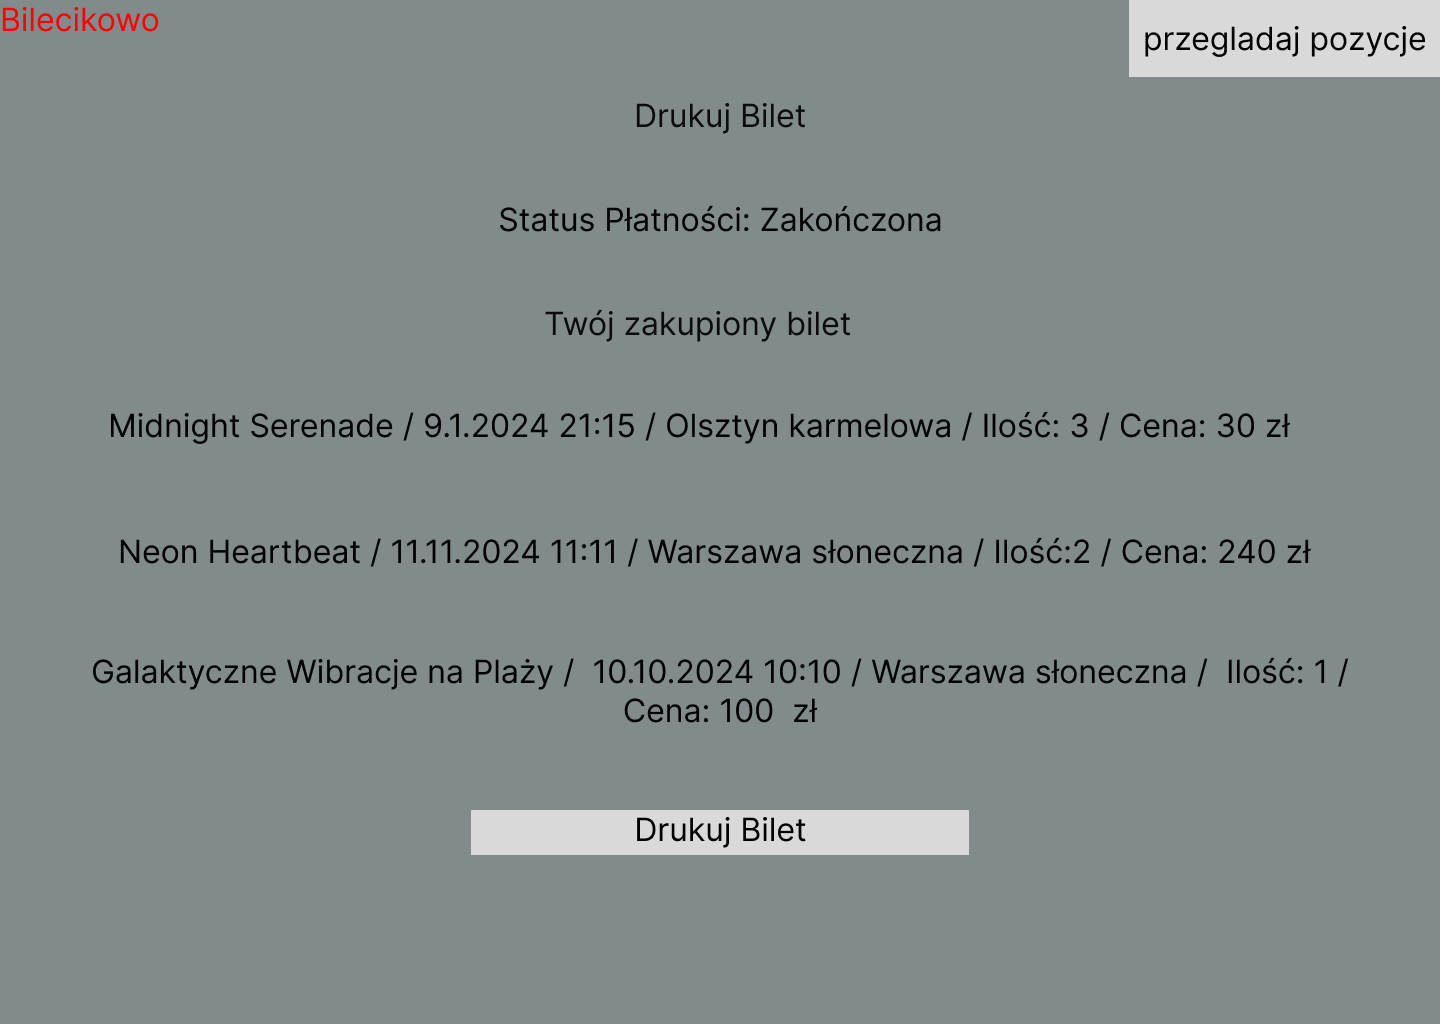 Bilecikowo
przegladaj pozycje
Drukuj Bilet
Status Płatności: Zakończona
Twój zakupiony bilet
Midnight Serenade / 9.1.2024 21:15 / Olsztyn karmelowa / Ilość: 3 / Cena: 30 zł
Neon Heartbeat / 11.11.2024 11:11 / Warszawa słoneczna / Ilość:2 / Cena: 240 zł
Galaktyczne Wibracje na Plaży /  10.10.2024 10:10 / Warszawa słoneczna /  Ilość: 1 /
Cena: 100  zł
Drukuj Bilet